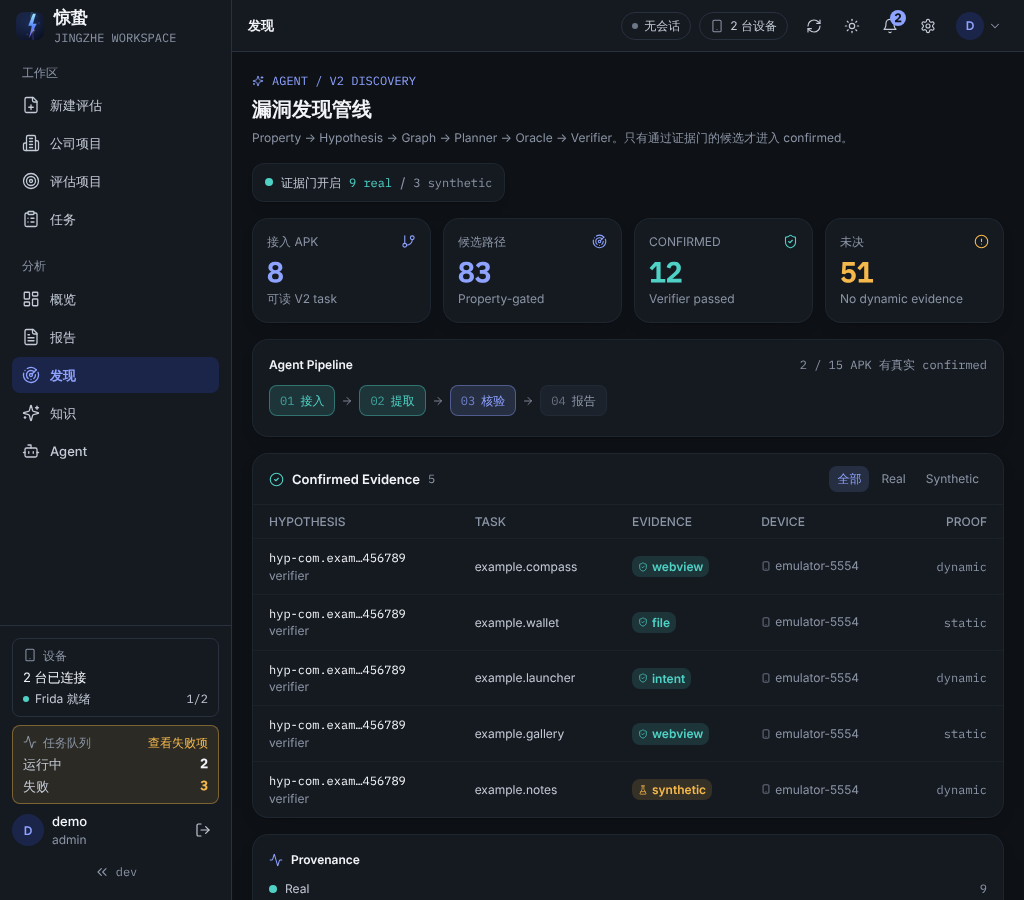 惊蛰
JINGZHE WORKSPACE
工作区
新建评估
公司项目
评估项目
任务
分析
概览
报告
发现
知识
Agent
设备
2 台已连接
Frida 就绪 1/2
任务队列 查看失败项
运行中 2
失败 3
D
demo
admin
dev
发现
无会话
2 台设备
2
D
AGENT / V2 DISCOVERY
漏洞发现管线
Property → Hypothesis → Graph → Planner → Oracle → Verifier。只有通过证据门的候选才进入 confirmed。
证据门开启 9 real / 3 synthetic
接入 APK
8
可读 V2 task
候选路径
83
Property-gated
CONFIRMED
12
Verifier passed
未决
51
No dynamic evidence
Agent Pipeline 2 / 15 APK 有真实 confirmed
01 接入 → 02 提取 → 03 核验 → 04 报告
Confirmed Evidence 5 全部 Real Synthetic
HYPOTHESIS TASK EVIDENCE DEVICE PROOF
hyp-com.exam…456789
verifier
example.compass webview emulator-5554 dynamic
hyp-com.exam…456789
verifier
example.wallet file emulator-5554 static
hyp-com.exam…456789
verifier
example.launcher intent emulator-5554 dynamic
hyp-com.exam…456789
verifier
example.gallery webview emulator-5554 static
hyp-com.exam…456789
verifier
example.notes synthetic emulator-5554 dynamic
Provenance
Real 9